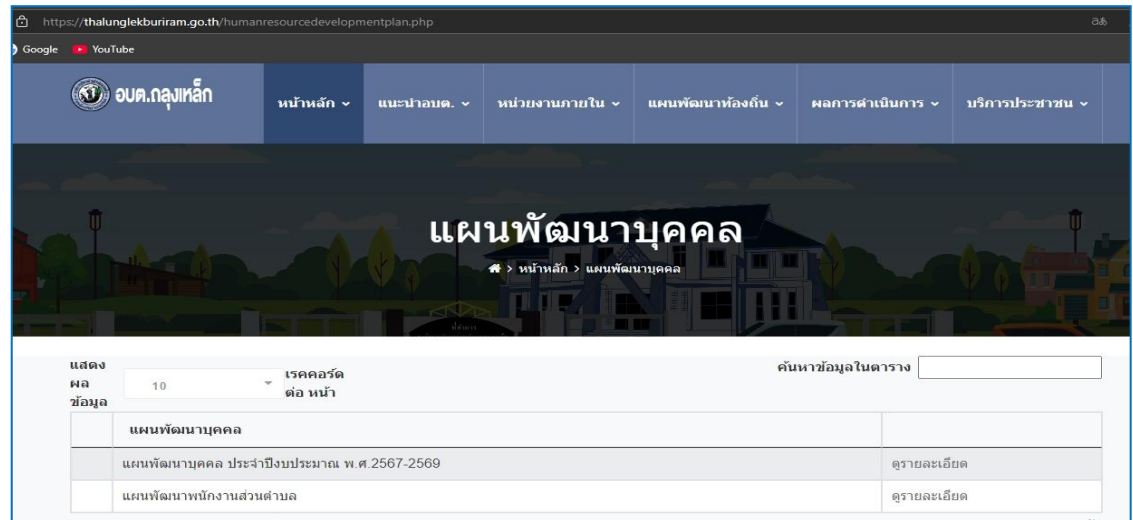 https://thalunglekburiram.go.th/humanresourcedevelopmentplan.php
Google YouTube
อบต.ถลุงเหล็ก
หน้าหลัก แนะนำอบต. หน่วยงานภายใน แผนพัฒนาท้องถิ่น ผลการดำเนินการ บริการประชาชน
แผนพัฒนาบุคคล
> หน้าหลัก > แผนพัฒนาบุคคล
ที่ทำการ
แสดง
ผล
ข้อมูล
10
เรคคอร์ด
ต่อ หน้า
ค้นหาข้อมูลในตาราง
แผนพัฒนาบุคคล
แผนพัฒนาบุคคล ประจำปีงบประมาณ พ.ศ.2567-2569 ดูรายละเอียด
แผนพัฒนาพนักงานส่วนตำบล ดูรายละเอียด